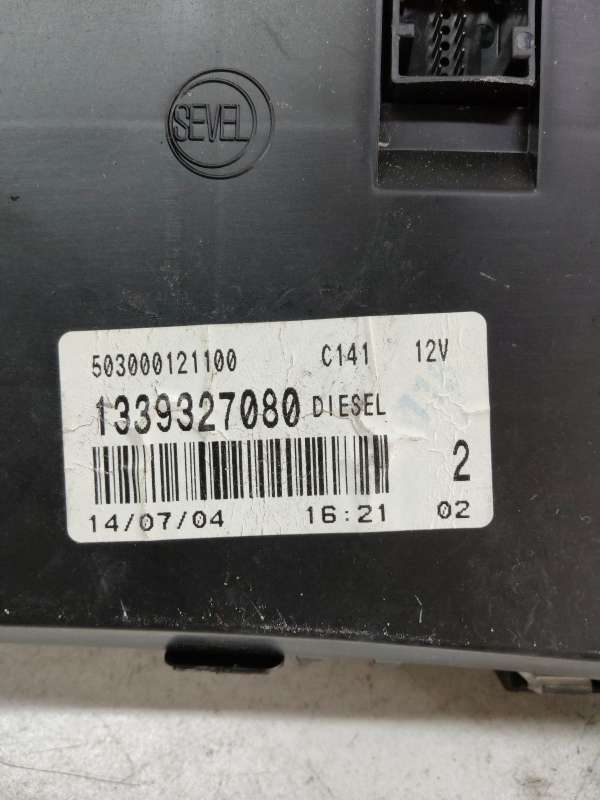 SEVEL
503000121100 C141 12V
1339327080 DIESEL
2
14/07/04 16:21 02